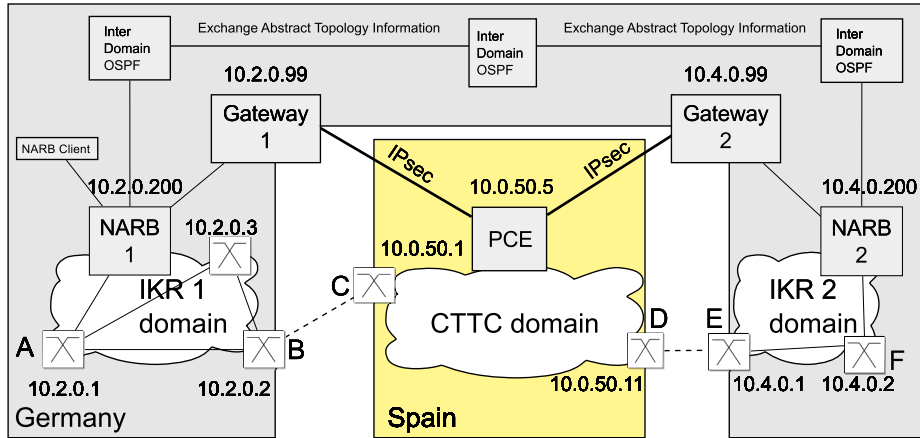 Inter
Domain
OSPF
Exchange Abstract Topology Information
Inter
Domain
OSPF
Exchange Abstract Topology Information
Inter
Domain
OSPF
10.2.0.99
10.4.0.99
Gateway
1
Gateway
2
NARB Client
IPsec
IPsec
10.2.0.200
10.0.50.5
10.4.0.200
NARB
1
10.2.0.3
PCE
NARB
2
10.0.50.1
IKR 1
domain
C
CTTC domain
IKR 2
domain
A
B
D
E
F
10.2.0.1
10.2.0.2
10.0.50.11
10.4.0.1
10.4.0.2
Germany
Spain